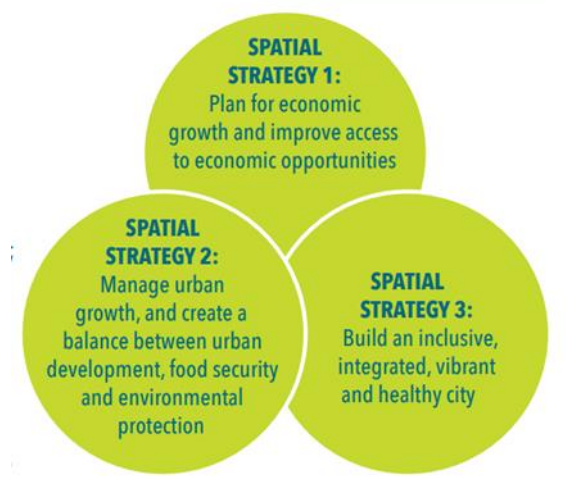 SPATIAL
STRATEGY 1:
Plan for economic
growth and improve access
to economic opportunities
SPATIAL
STRATEGY 2:
Manage urban
growth, and create a
balance between urban
development, food security
and environmental
protection
SPATIAL
STRATEGY 3:
Build an inclusive,
integrated, vibrant
and healthy city